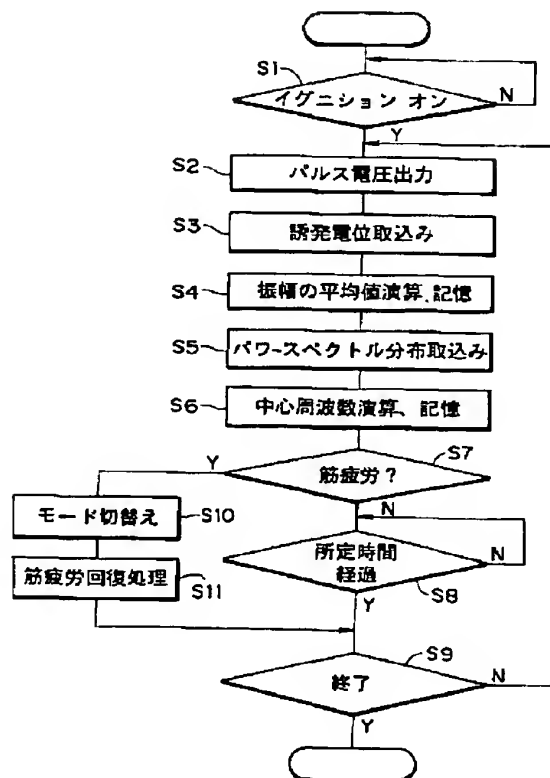 S1
イグニション オン
N
Y
S2
パルス電圧出力
S3
誘発電位取込み
S4
振幅の平均値演算、記憶
S5
パワースペクトル分布取込み
S6
中心周波数演算、記憶
S7
Y
筋疲労?
N
モード切替え
S10
所定時間
経過
N
筋疲労回復処理
S11
S8
Y
S9
終了
N
Y